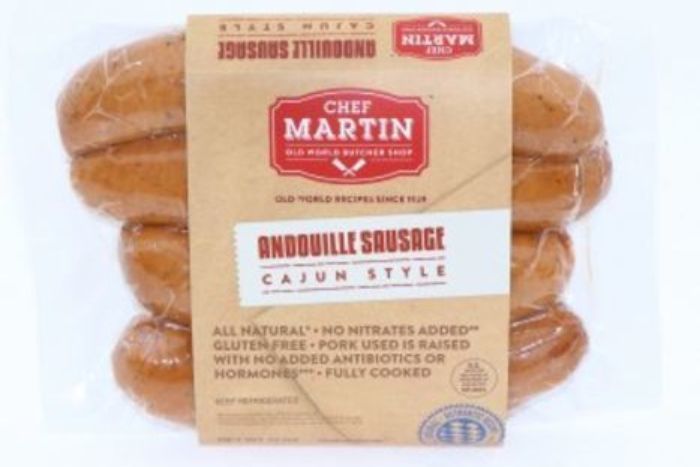 ANDOUILLE SAUSAGE
CAJUN STYLE
CHEF
MARTIN
CHEF
MARTIN
OLD WORLD BUTCHER SHOP
OLD WORLD RECIPES SINCE
ANDOUILLE SAUSAGE
CAJUN STYLE
ALL NATURAL* • NO NITRATES ADDED**
GLUTEN FREE • PORK USED IS RAISED
WITH NO ADDED ANTIBIOTICS OR
HORMONES*** • FULLY COOKED
KEEP REFRIGERATED